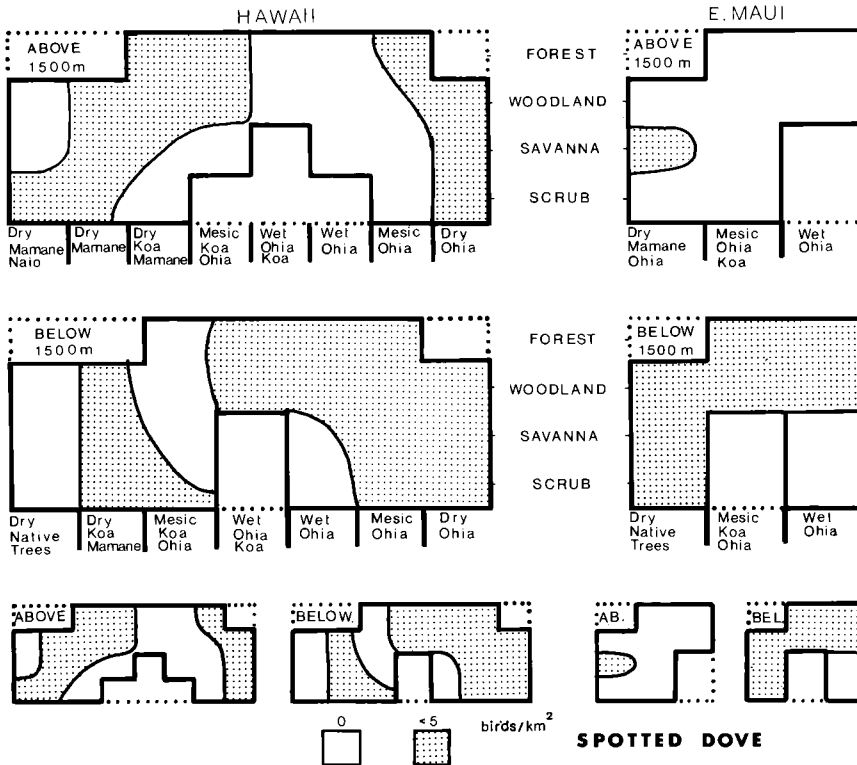 HAWAII
E. MAUI
ABOVE
1500m
FOREST
WOODLAND
SAVANNA
SCRUB
ABOVE
1500m
Dry
Mamane
Naio
Dry
Mamane
Dry
Koa
Mamane
Mesic
Koa
Ohia
Wet
Ohia
Koa
Wet
Ohia
Mesic
Ohia
Dry
Ohia
Dry
Mamane
Ohia
Mesic
Ohia
Koa
Wet
Ohia
BELOW
1500m
FOREST
WOODLAND
SAVANNA
SCRUB
BELOW
1500m
Dry
Native
Trees
Dry
Koa
Mamane
Mesic
Koa
Ohia
Wet
Ohia
Koa
Wet
Ohia
Mesic
Ohia
Dry
Ohia
Dry
Native
Trees
Mesic
Koa
Ohia
Wet
Ohia
ABOVE
BELOW
AB.
BEL.
0
<5
birds/km²
SPOTTED DOVE